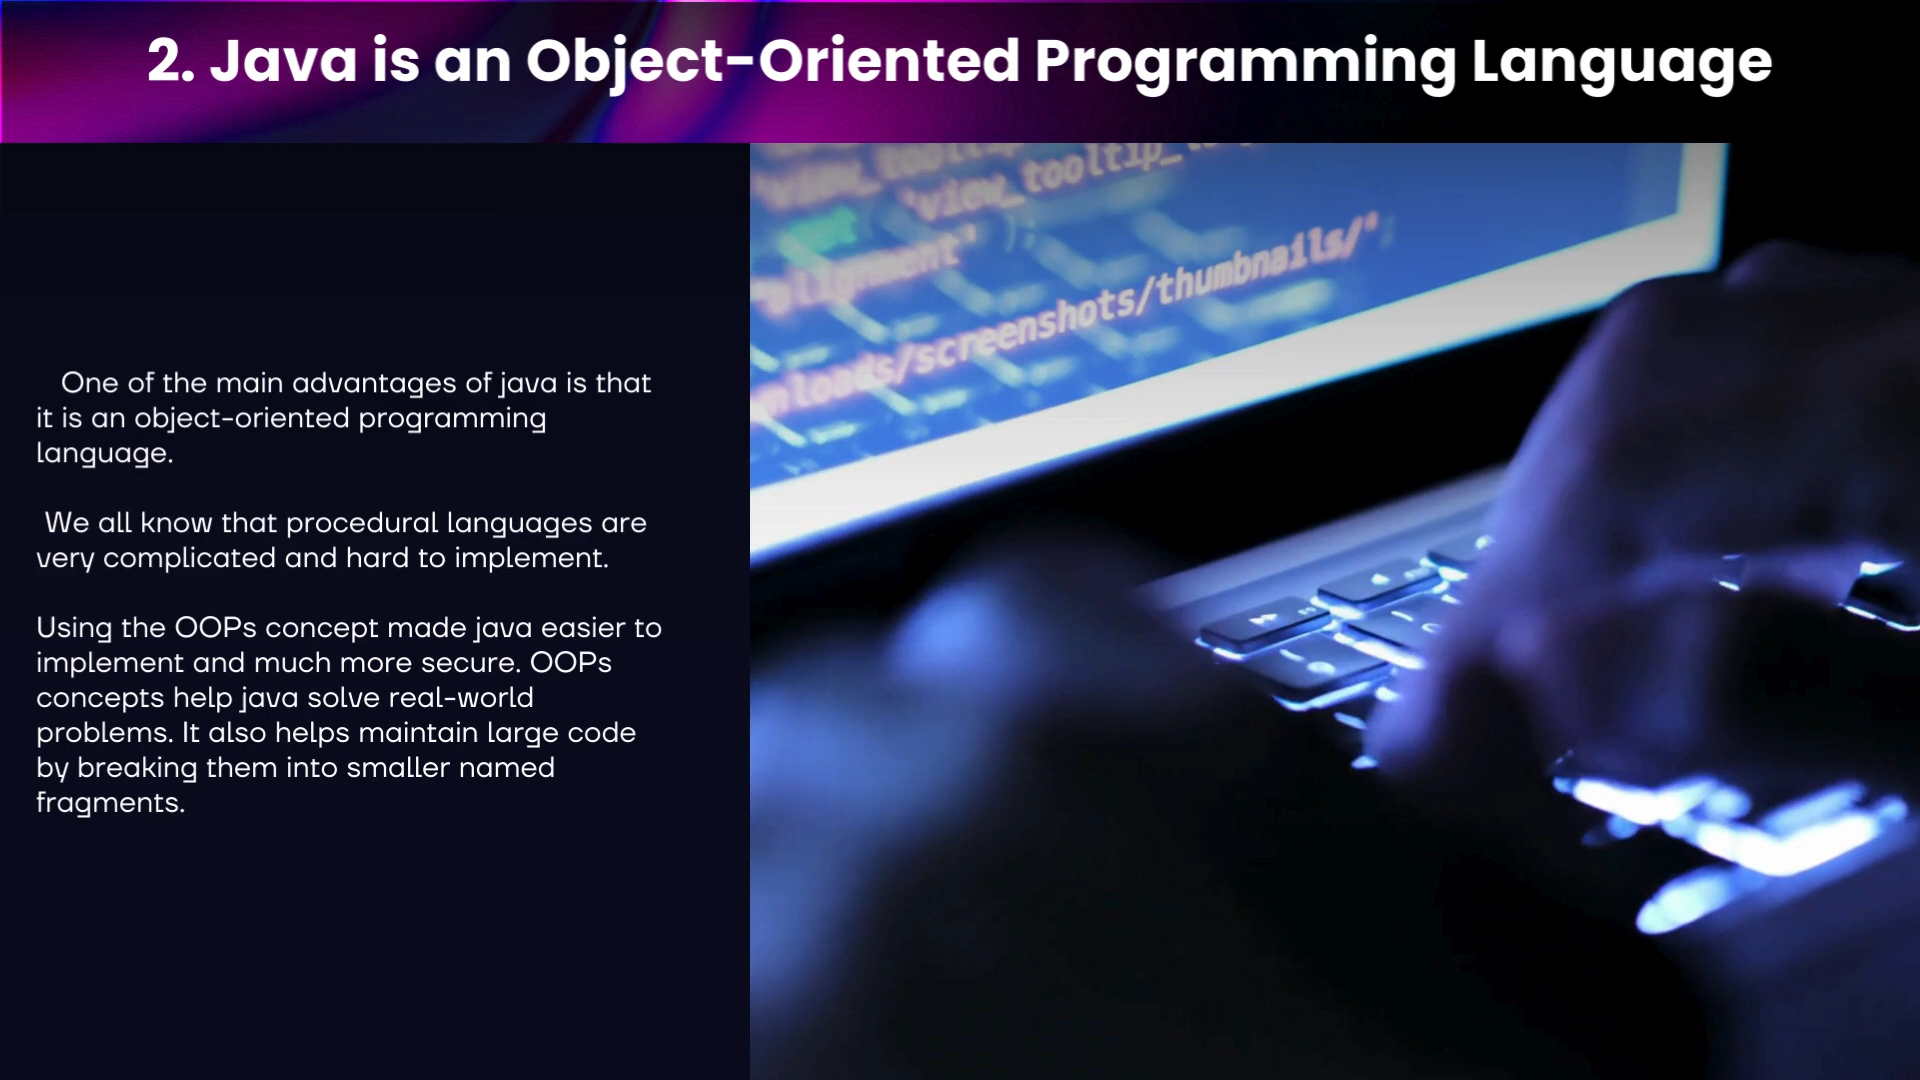 2. Java is an Object-Oriented Programming Language
One of the main advantages of java is that
it is an object-oriented programming
language.
We all know that procedural languages are
very complicated and hard to implement.
Using the OOPs concept made java easier to
implement and much more secure. OOPs
concepts help java solve real-world
problems. It also helps maintain large code
by breaking them into smaller named
fragments.
'view_tooltip_
alignment'
nloads/screenshots/thumbnails/'